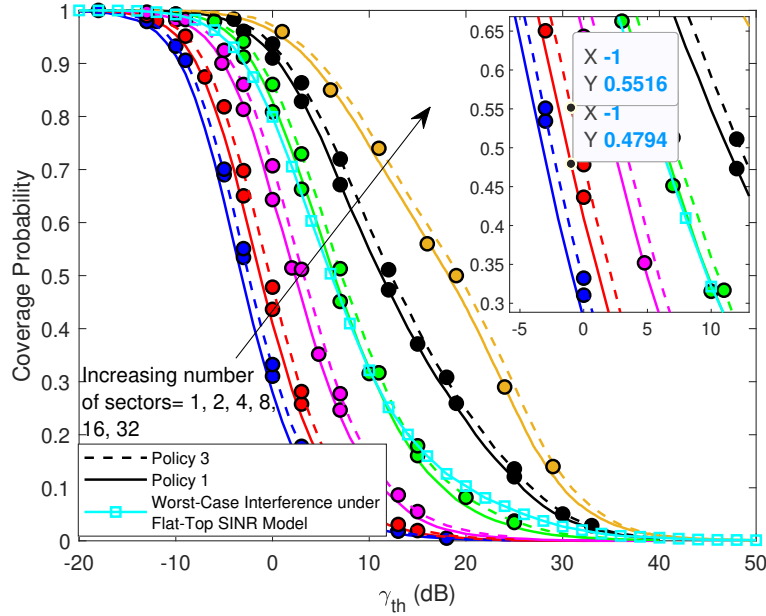 1
0.9
0.8
0.7
0.6
0.5
0.4
0.3
0.2
0.1
0
Coverage Probability
-20
-10
0
10
20
30
40
50
γth (dB)
Increasing number
of sectors= 1, 2, 4, 8,
16, 32
Policy 3
Policy 1
Worst-Case Interference under
Flat-Top SINR Model
0.65
0.6
0.55
0.5
0.45
0.4
0.35
0.3
-5
0
5
10
X -1
Y 0.5516
X -1
Y 0.4794